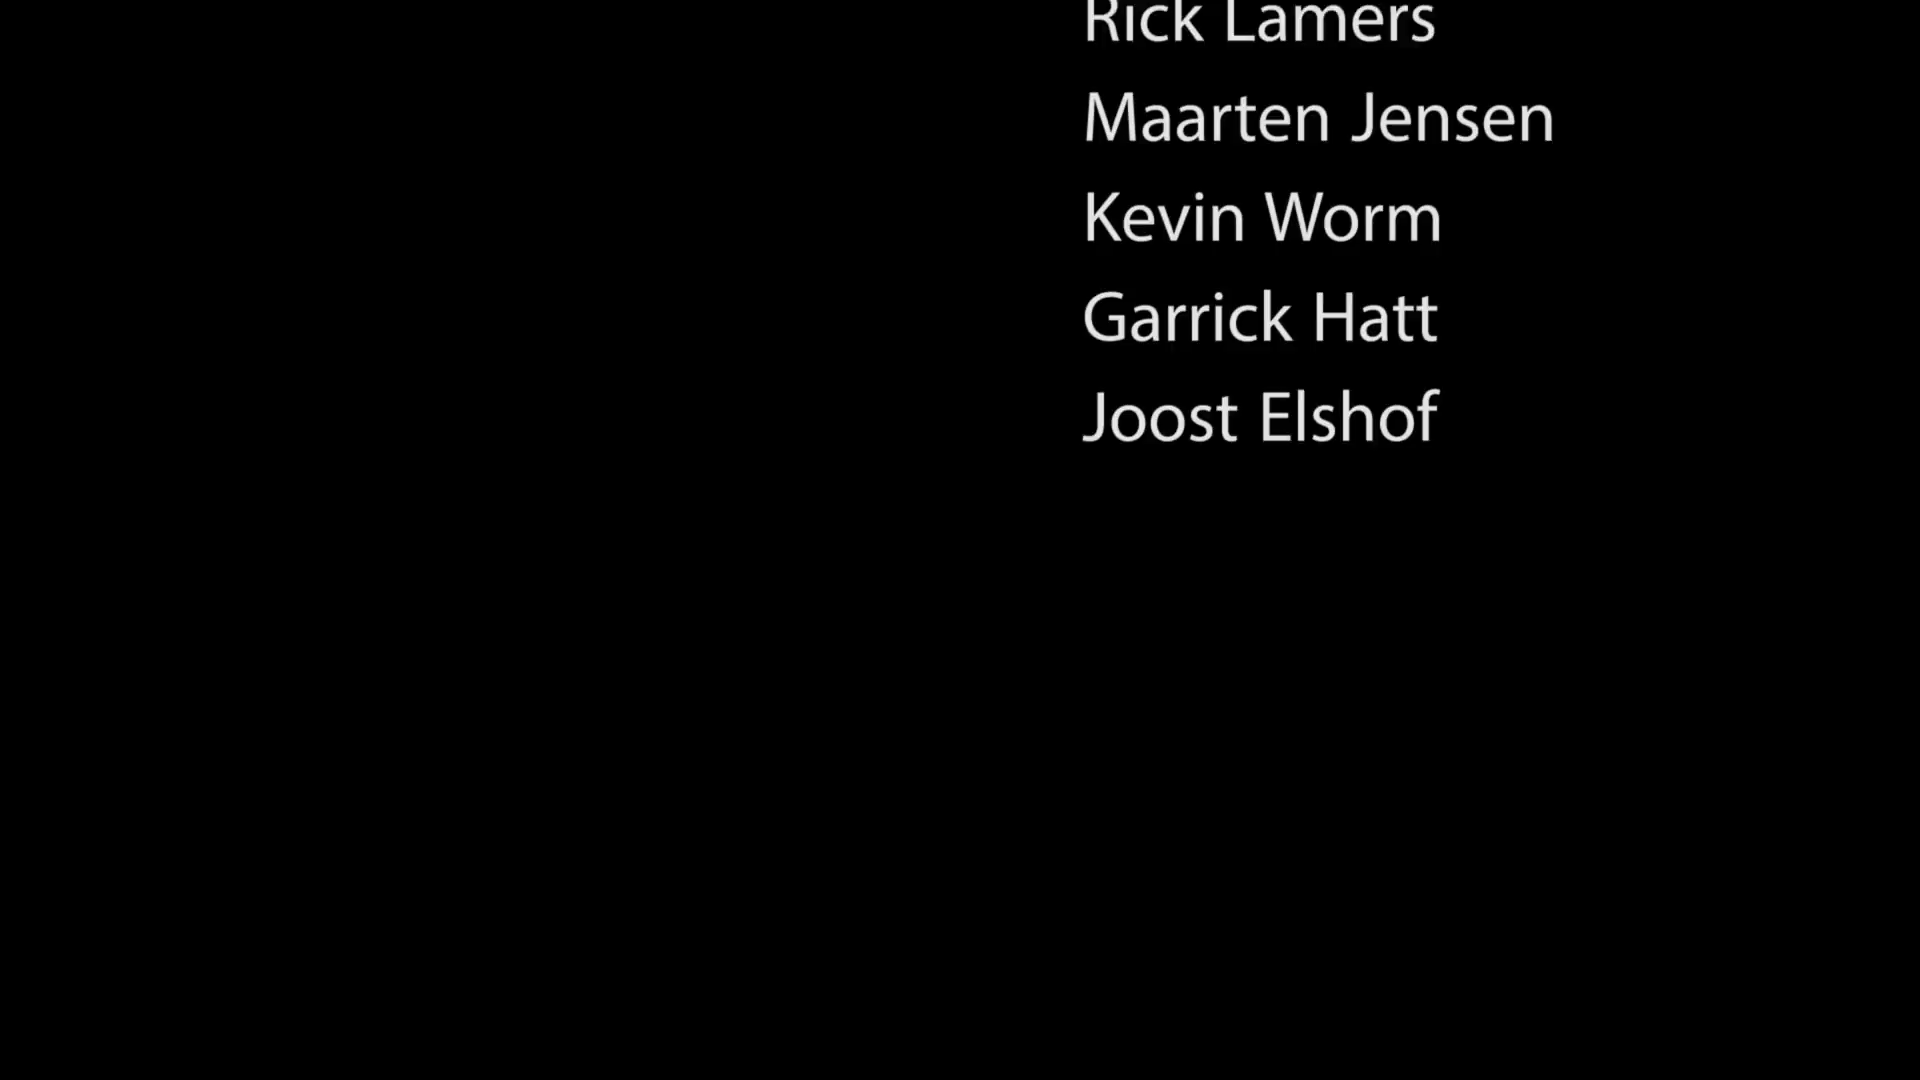 Rick Lamers
Maarten Jensen
Kevin Worm
Garrick Hatt
Joost Elshof